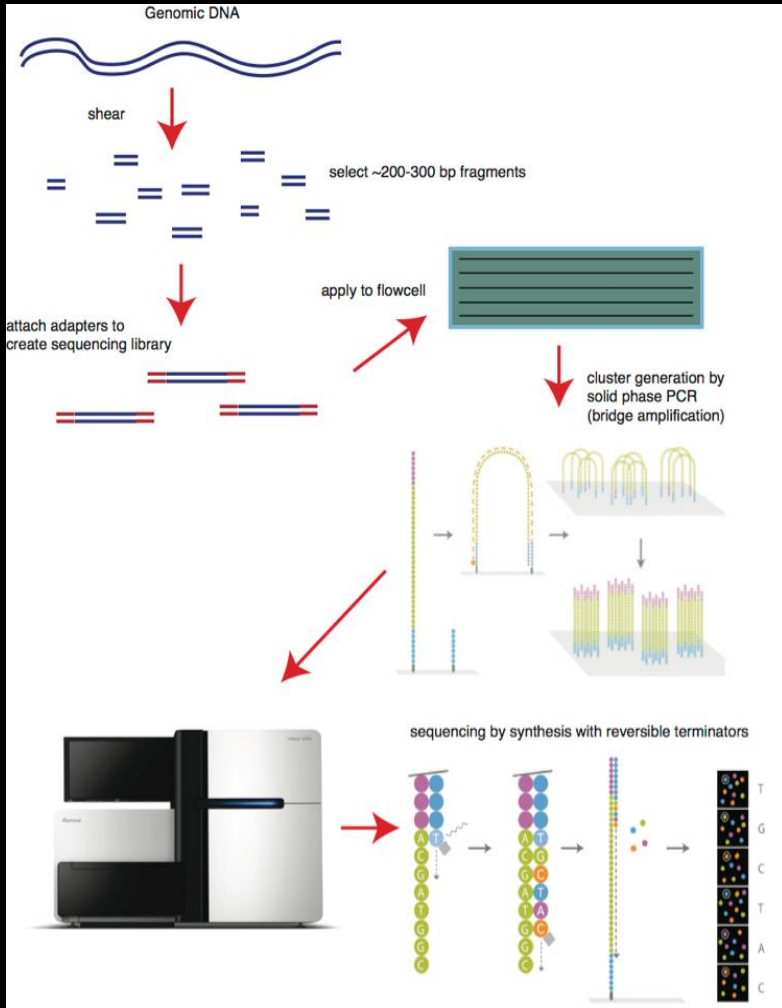 Genomic DNA
shear
select ~200-300 bp fragments
attach adapters to
create sequencing library
apply to flowcell
cluster generation by
solid phase PCR
(bridge amplification)
sequencing by synthesis with reversible terminators
A T
C
G
A
T
G
G
C
A T
C G
G C
A T
T A
G C
G
C
T
G
C
T
A
C